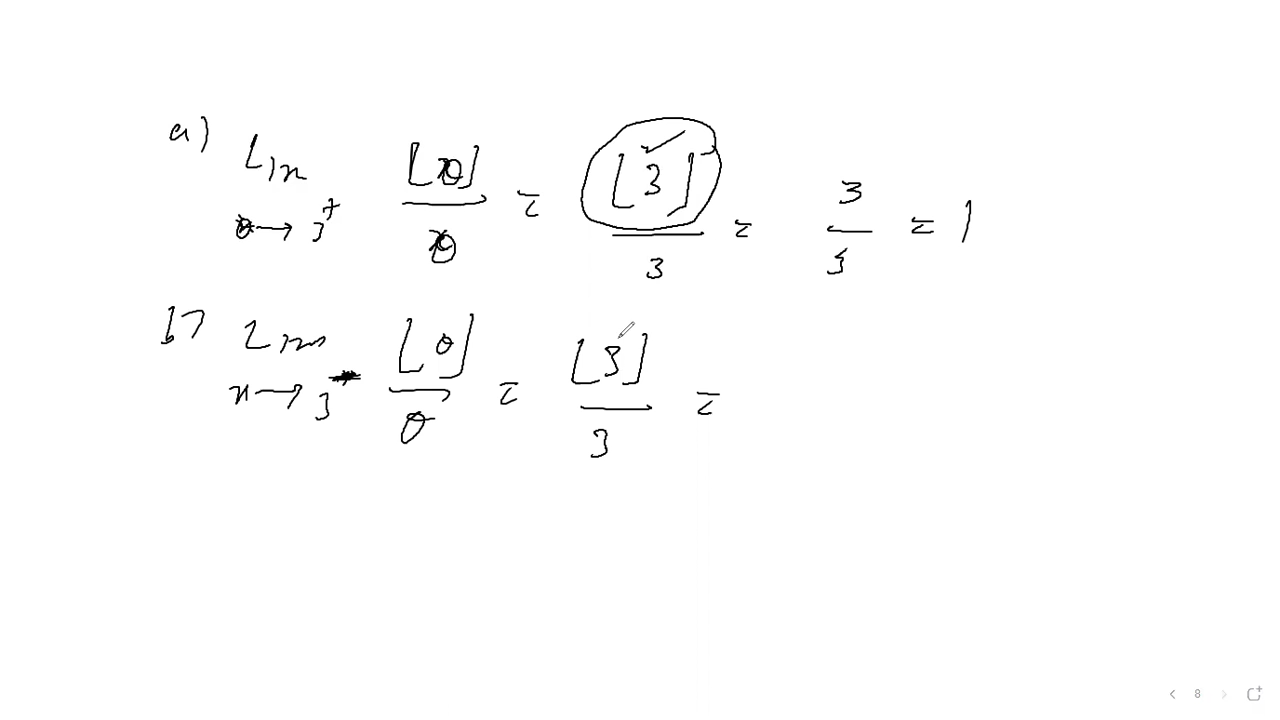 a) Lim θ→3⁺ ⌊θ⌋/θ = ⌊3⌋/3 = 3/3 = 1
b) Lim x→3⁻ ⌊θ⌋/θ = ⌊3⌋/3 =
8